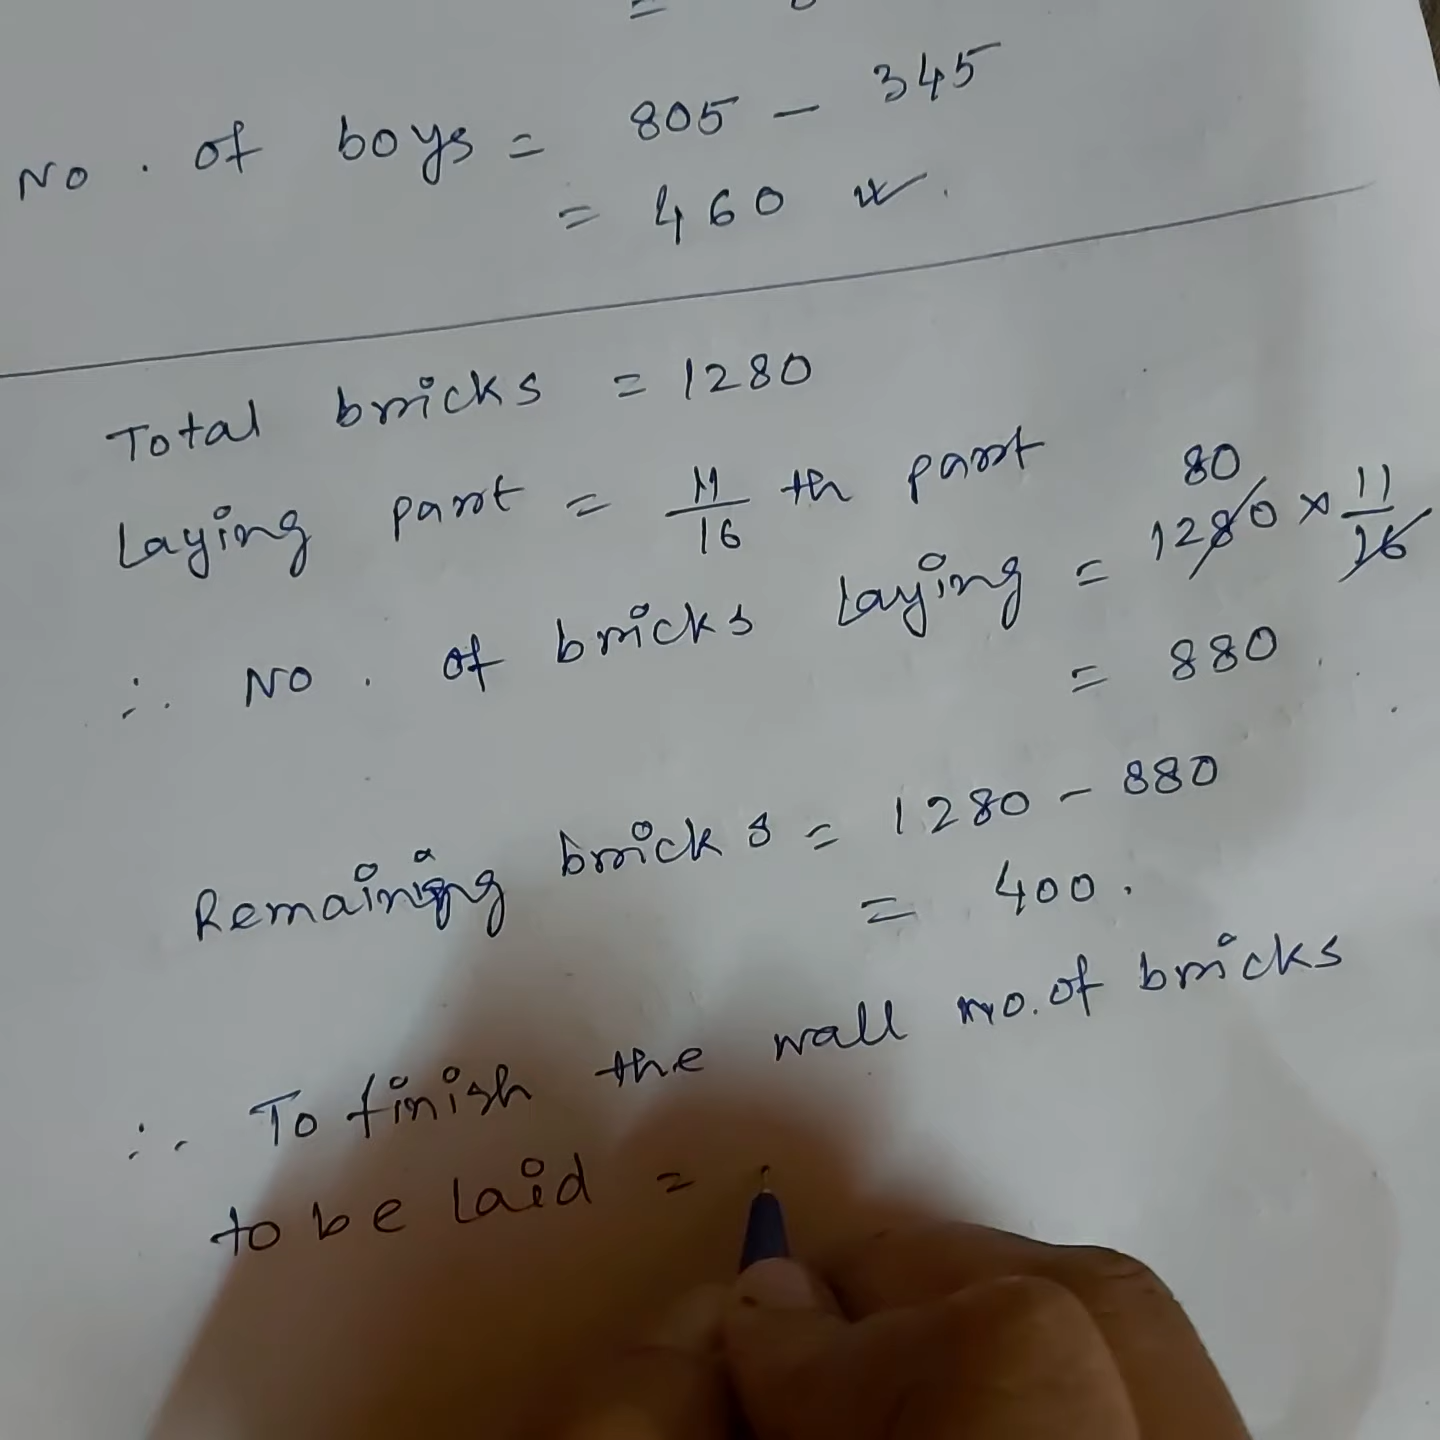 No. of boys = 805 - 345
= 460
Total bricks = 1280
Laying part = 11/16 th part
∴ No. of bricks laying = 1280 × 11/16
80
= 880.
Remaining bricks = 1280 - 880
= 400.
∴ To finish the wall no. of bricks
to be laid =